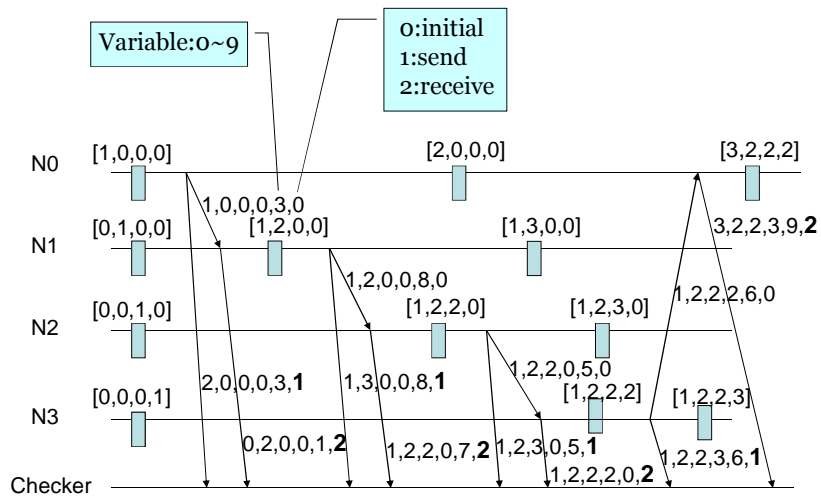 Variable:0~9
0:initial
1:send
2:receive
[1,0,0,0]
[2,0,0,0]
[3,2,2,2]
N0
1,0,0,0,3,0
[0,1,0,0]
[1,2,0,0]
[1,3,0,0]
3,2,2,3,9,2
N1
1,2,0,0,8,0
1,2,2,2,6,0
[0,0,1,0]
[1,2,2,0]
[1,2,3,0]
N2
1,2,2,0,5,0
2,0,0,0,3,1
1,3,0,0,8,1
[0,0,0,1]
[1,2,2,2]
[1,2,2,3]
N3
0,2,0,0,1,2
1,2,2,0,7,2
1,2,3,0,5,1
1,2,2,3,6,1
1,2,2,2,0,2
Checker